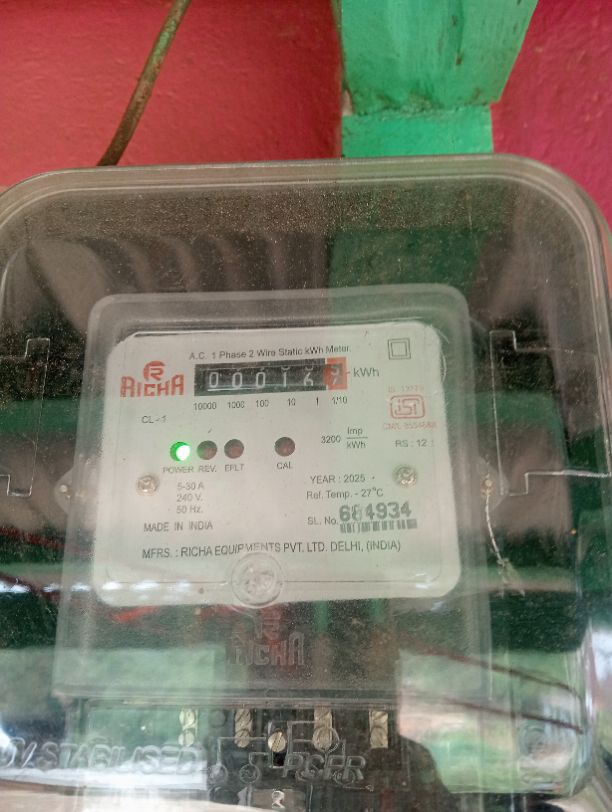 A.C. 1 Phase 2 Wire Static kWh Meter.
RICHA
kWh
10000 1000 100 10 1 1/10
CL - 1
3200 Imp
kWh
RS : 12
POWER REV. EFLT CAL
5-30 A
240 V.
50 Hz.
YEAR : 2025
Ref. Temp. - 27°C
SL. No. 684934
MADE IN INDIA
MFRS. : RICHA EQUIPMENTS PVT. LTD. DELHI, (INDIA)
RICHA
STABILISED